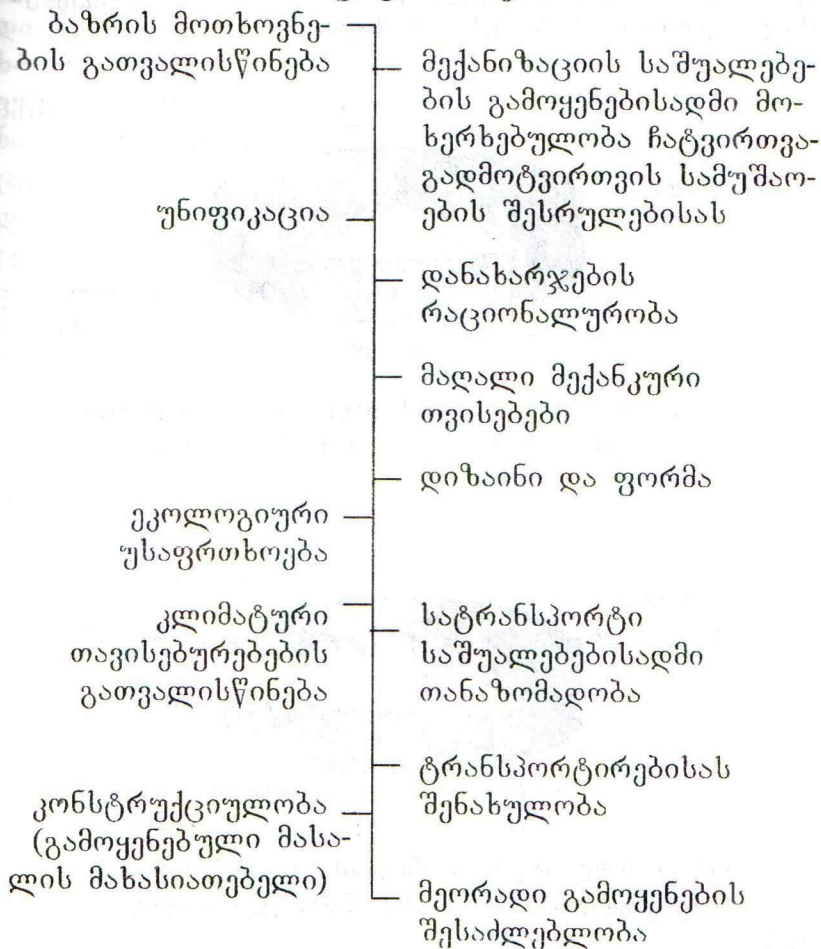 ბაზრის მოთხოვნე-
ბის გათვალისწინება
მექანიზაციის საშუალებე-
ბის გამოყენებისადმი მო-
ხერხებულობა ჩატვირთვა-
გადმოტვირთვის სამუშაო-
ების შესრულებისას
უნიფიკაცია
დანახარჯების
რაციონალურობა
მაღალი მექანკური
თვისებები
დიზაინი და ფორმა
ეკოლოგიური
უსაფრთხოება
კლიმატური
თავისებურებების
გათვალისწინება
სატრანსპორტი
საშუალებებისადმი
თანაზომადობა
ტრანსპორტირებისას
შენახულობა
კონსტრუქციულობა
(გამოყენებული მასა-
ლის მახასიათებელი)
მეორადი გამოყენების
შესაძლებლობა